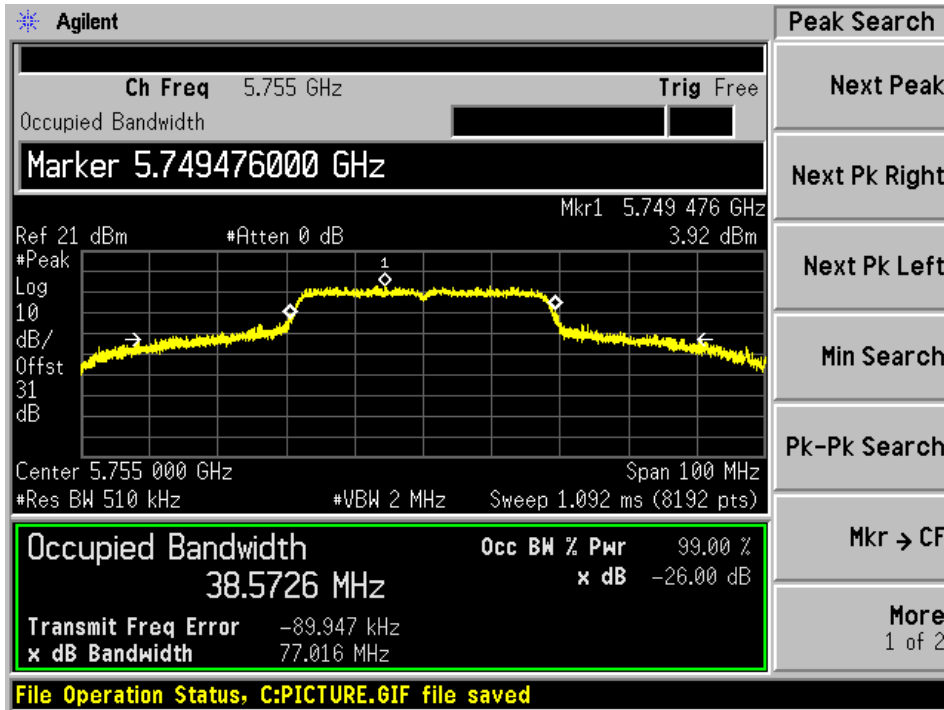 Agilent
Peak Search
Ch Freq 5.755 GHz Trig Free
Occupied Bandwidth
Marker 5.749476000 GHz
Mkr1 5.749 476 GHz
Ref 21 dBm #Atten 0 dB 3.92 dBm
#Peak
Log
10
dB/
Offst
31
dB
1
Center 5.755 000 GHz Span 100 MHz
#Res BW 510 kHz #VBW 2 MHz Sweep 1.092 ms (8192 pts)
Occupied Bandwidth
38.5726 MHz
Occ BW % Pwr 99.00 %
x dB -26.00 dB
Transmit Freq Error -89.947 kHz
x dB Bandwidth 77.016 MHz
File Operation Status, C:PICTURE.GIF file saved
Next Peak
Next Pk Right
Next Pk Left
Min Search
Pk-Pk Search
Mkr → CF
More
1 of 2